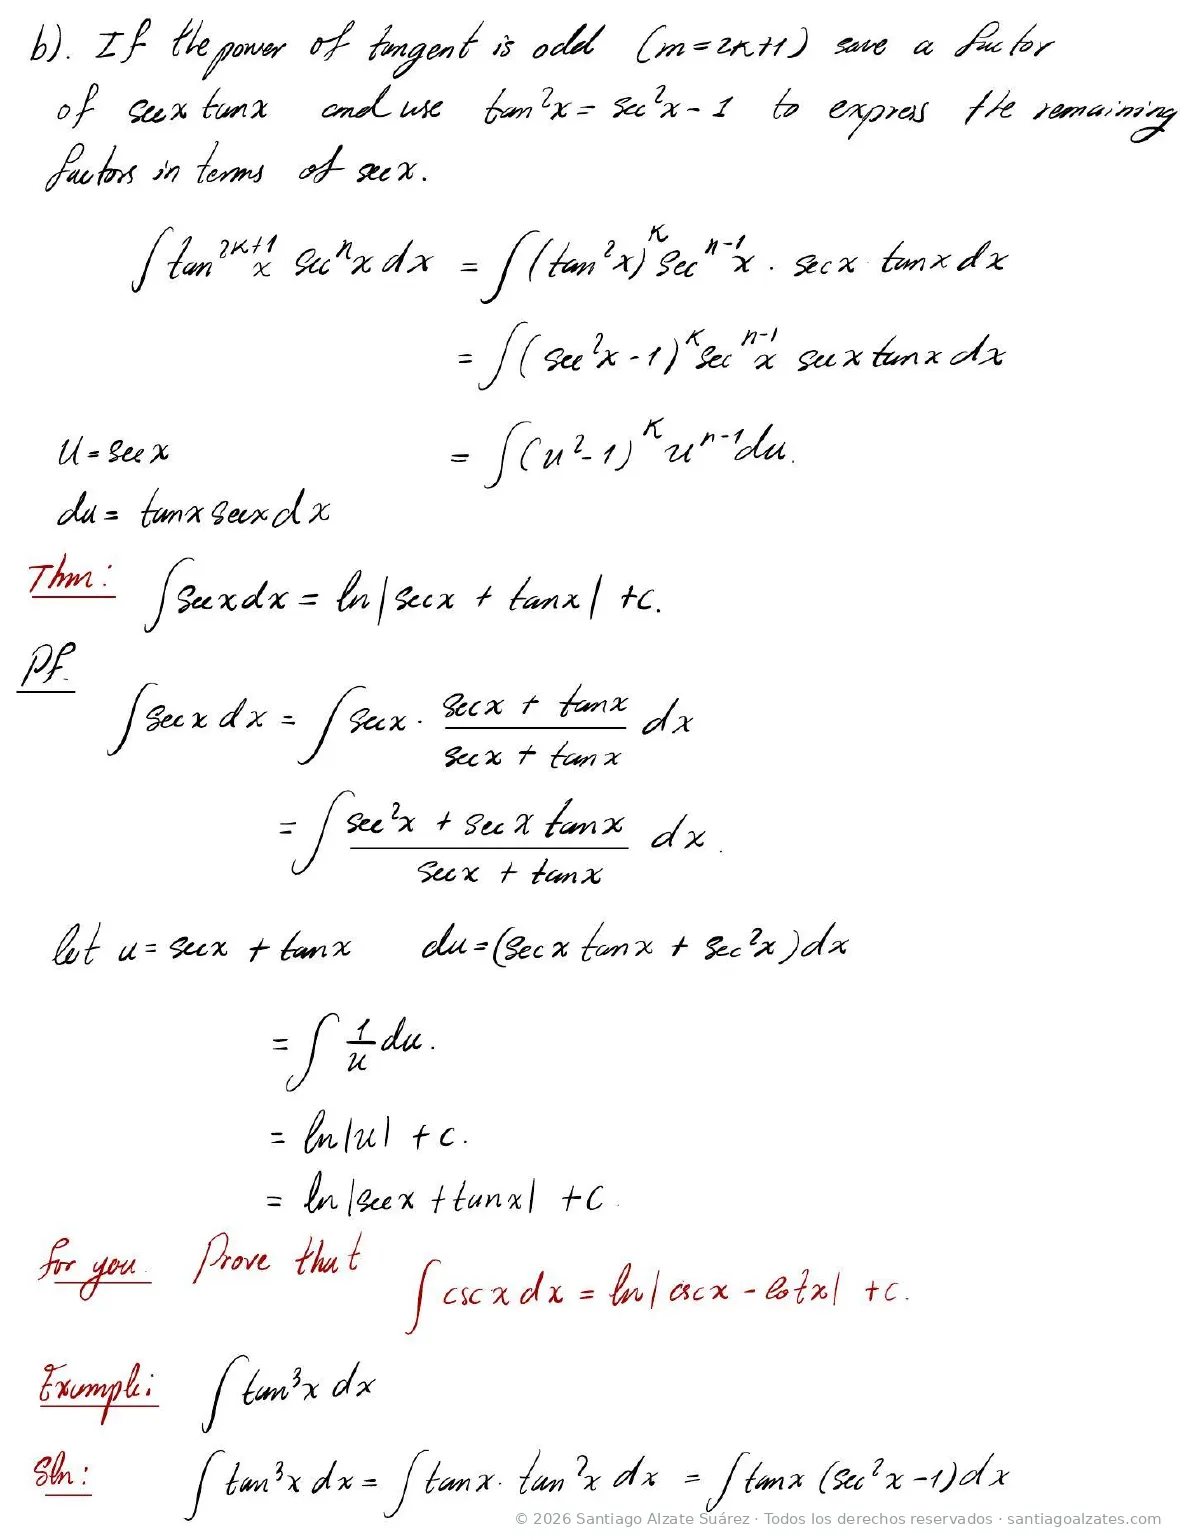 b). If the power of tangent is odd (m=2k+1) save a factor
of secx tanx and use tan²x = sec²x - 1 to express the remaining
factors in terms of secx.
∫tan^{2k+1}x sec^n x dx = ∫(tan²x)^k sec^{n-1}x · secx tanx dx
= ∫(sec²x - 1)^k sec^{n-1}x secx tanx dx
u = secx = ∫(u²-1)^k u^{n-1} du.
du = tanx secx dx
Thm: ∫secx dx = ln|secx + tanx| + c.
Pf.
∫secx dx = ∫secx · \frac{secx + tanx}{secx + tanx} dx
= ∫\frac{sec²x + secx tanx}{secx + tanx} dx.
let u = secx + tanx du = (secx tanx + sec²x)dx
= ∫\frac{1}{u} du.
= ln|u| + c.
= ln|secx + tanx| + c.
for you. Prove that ∫cscx dx = ln|cscx - cotx| + c.
Example: ∫tan³x dx
Sln: ∫tan³x dx = ∫tanx · tan²x dx = ∫tanx (sec²x - 1)dx
© 2026 Santiago Alzate Suárez · Todos los derechos reservados · santiagoalzates.com